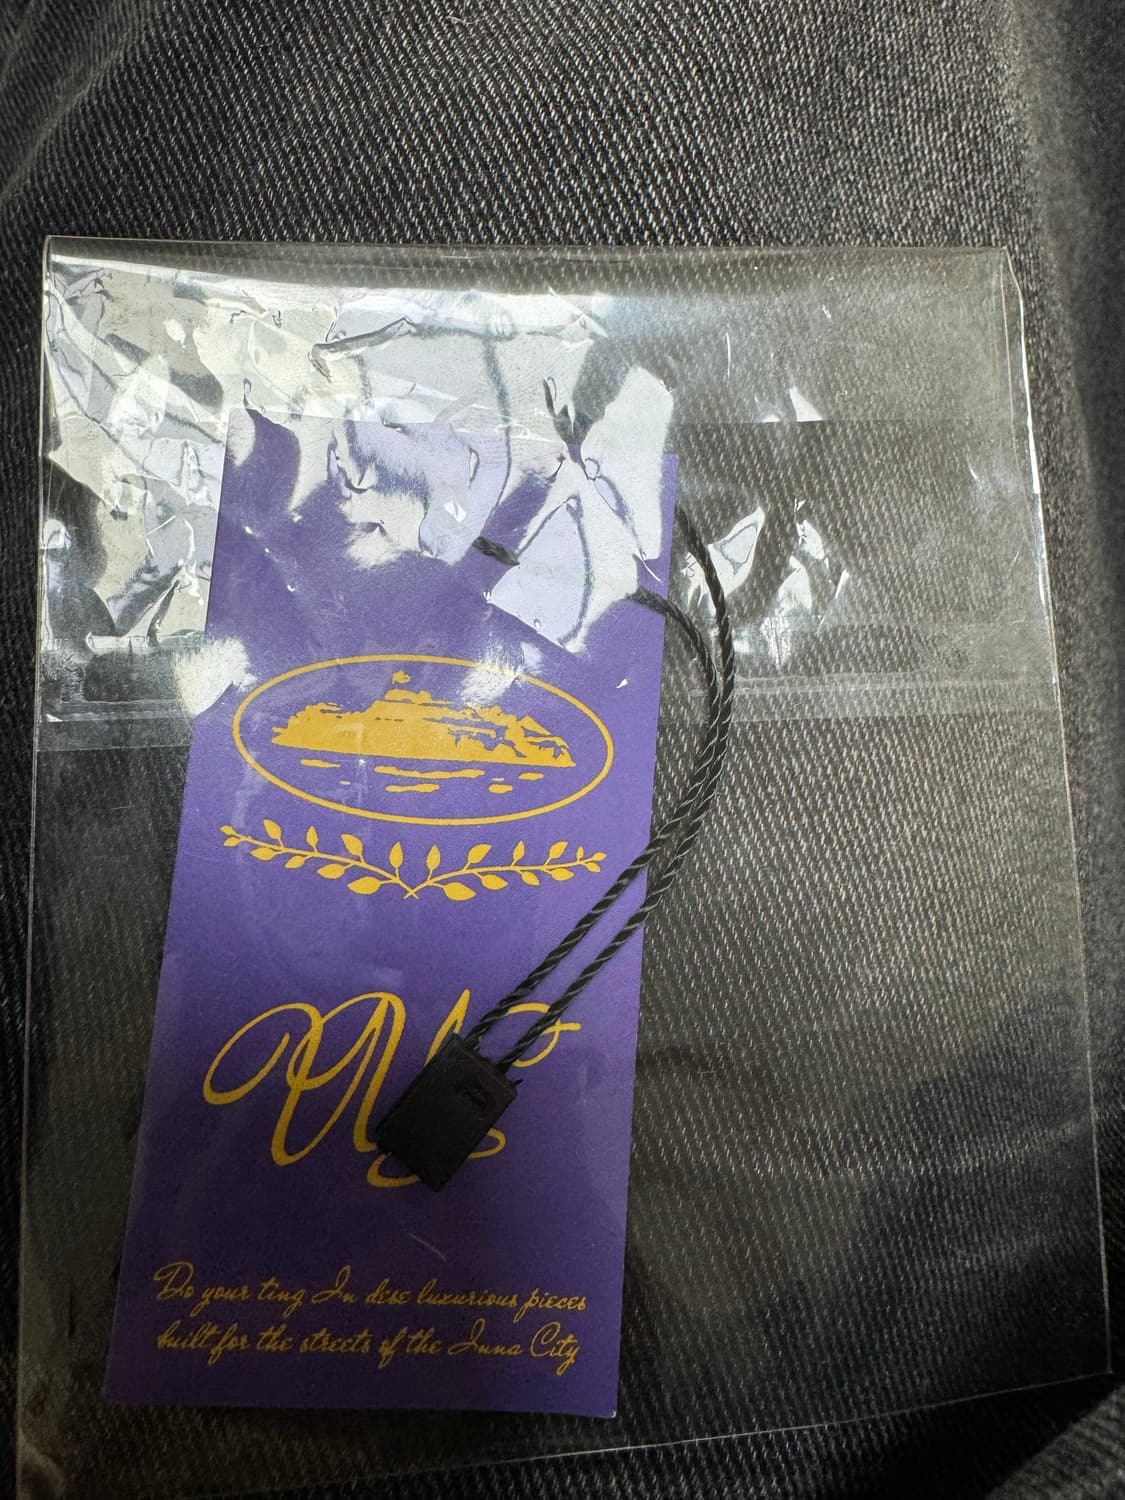 Do your ting In dese luxurious pieces
built for the streets of the Inna City